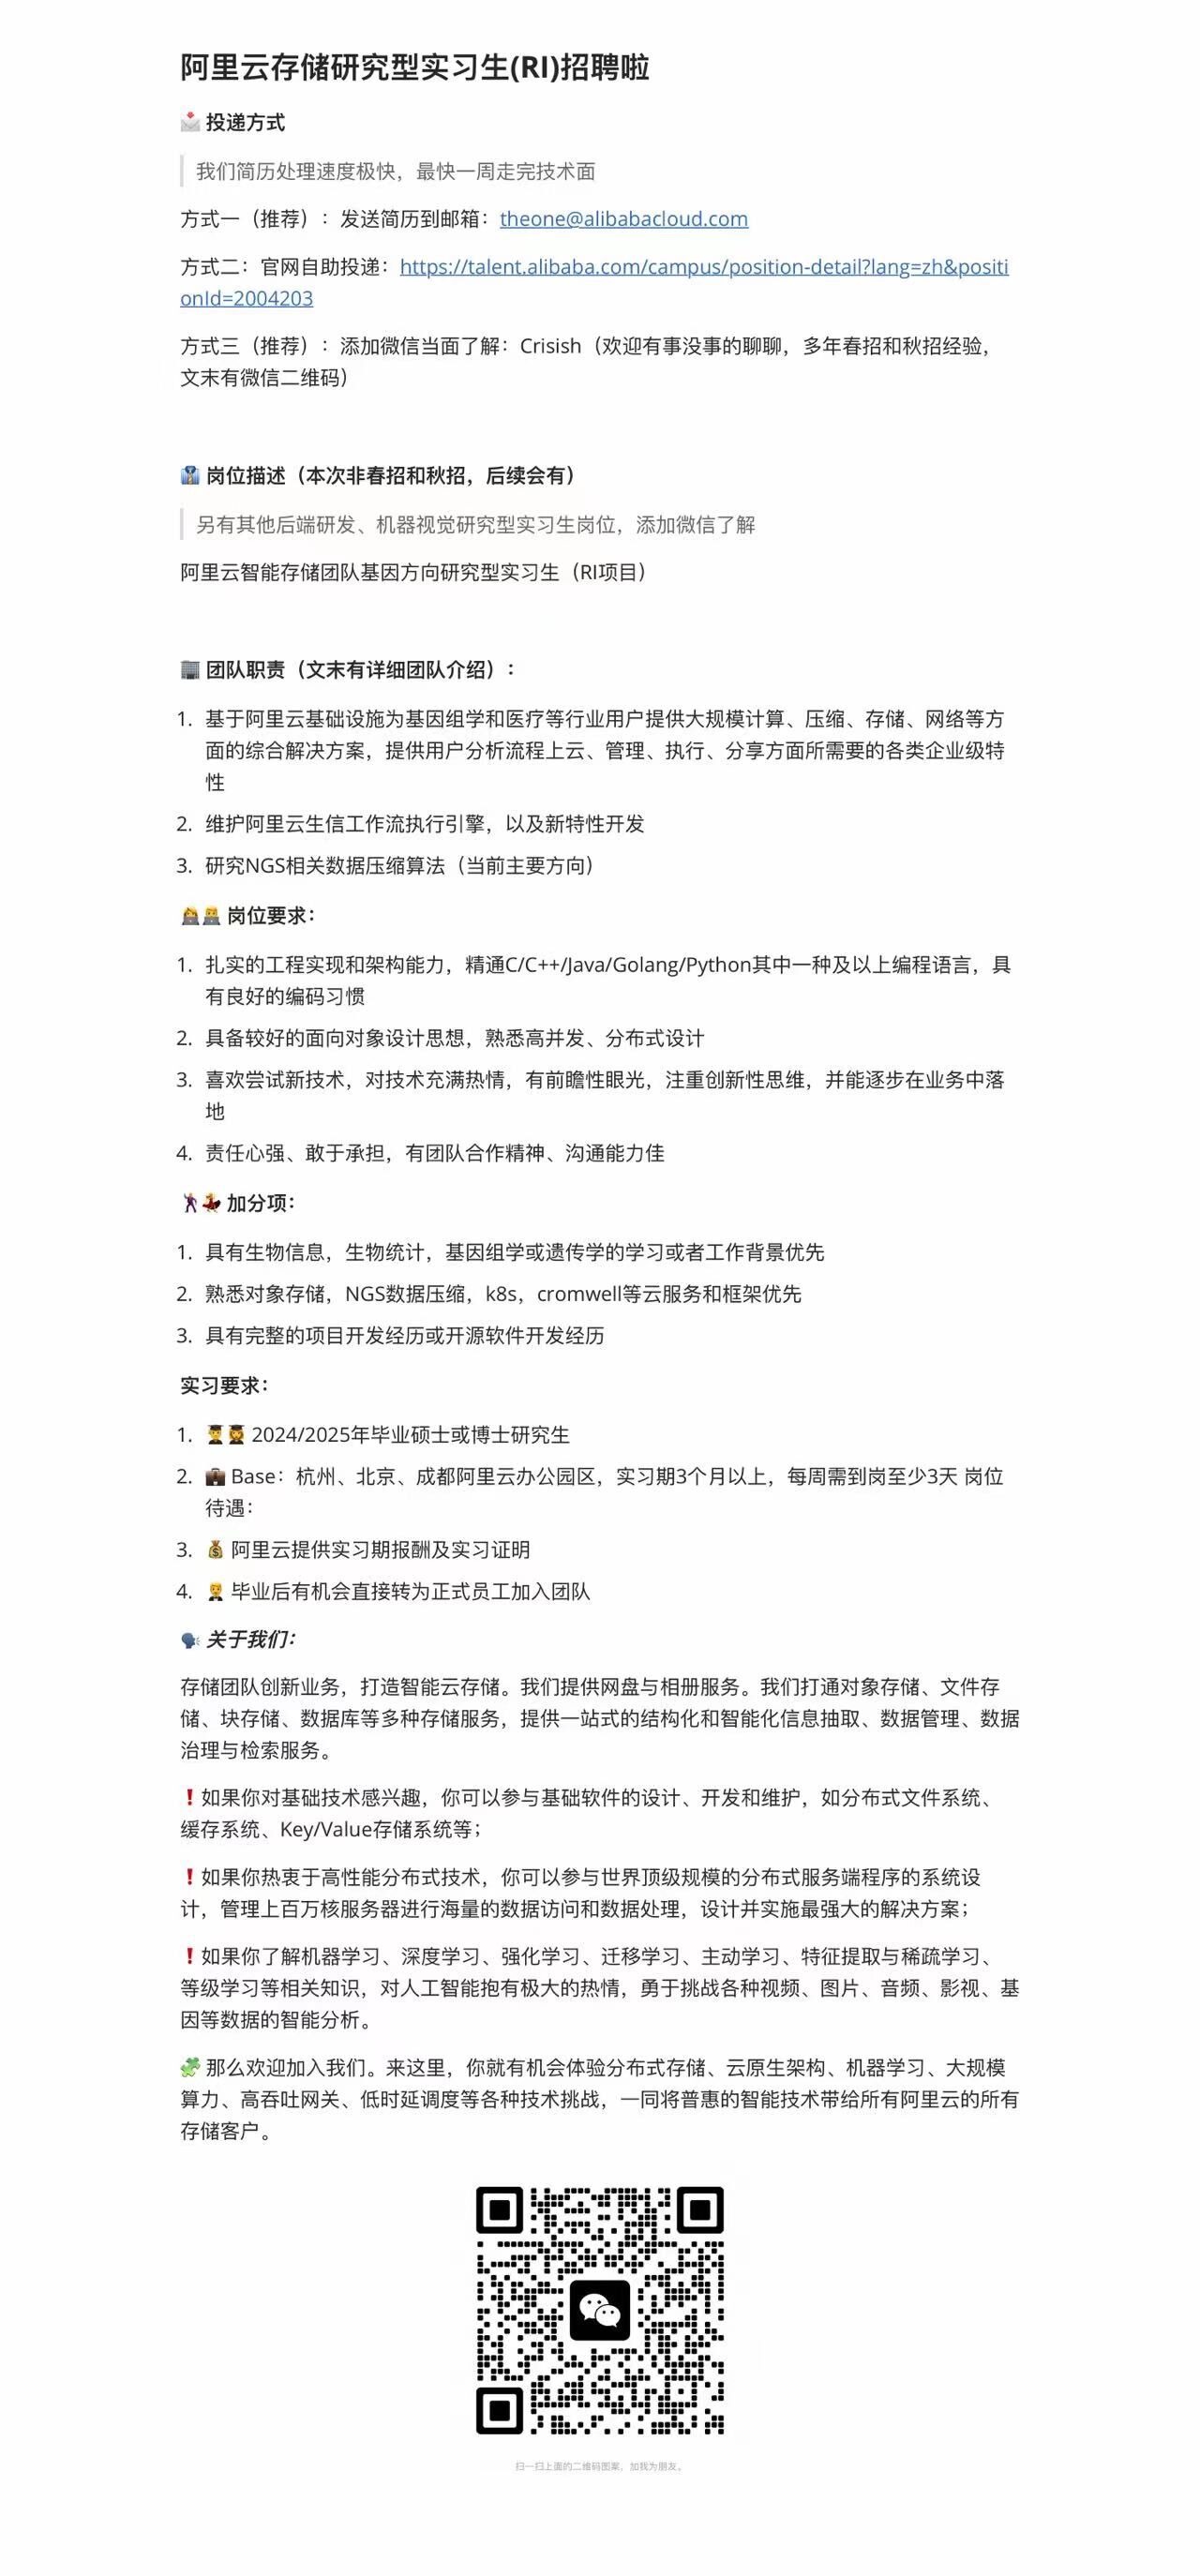 阿里云存储研究型实习生(RI)招聘啦
📩 投递方式
我们简历处理速度极快，最快一周走完技术面
方式一（推荐）：发送简历到邮箱：theone@alibabacloud.com
方式二：官网自助投递：https://talent.alibaba.com/campus/position-detail?lang=zh&positi
onId=2004203
方式三（推荐）：添加微信当面了解：Crisish（欢迎有事没事的聊聊，多年春招和秋招经验，
文末有微信二维码）
👔 岗位描述（本次非春招和秋招，后续会有）
另有其他后端研发、机器视觉研究型实习生岗位，添加微信了解
阿里云智能存储团队基因方向研究型实习生（RI项目）
🏢 团队职责（文末有详细团队介绍）：
1. 基于阿里云基础设施为基因组学和医疗等行业用户提供大规模计算、压缩、存储、网络等方
面的综合解决方案，提供用户分析流程上云、管理、执行、分享方面所需要的各类企业级特
性
2. 维护阿里云生信工作流执行引擎，以及新特性开发
3. 研究NGS相关数据压缩算法（当前主要方向）
👩‍💻👨‍💻 岗位要求：
1. 扎实的工程实现和架构能力，精通C/C++/Java/Golang/Python其中一种及以上编程语言，具
有良好的编码习惯
2. 具备较好的面向对象设计思想，熟悉高并发、分布式设计
3. 喜欢尝试新技术，对技术充满热情，有前瞻性眼光，注重创新性思维，并能逐步在业务中落
地
4. 责任心强、敢于承担，有团队合作精神、沟通能力佳
🕺💃 加分项：
1. 具有生物信息，生物统计，基因组学或遗传学的学习或者工作背景优先
2. 熟悉对象存储，NGS数据压缩，k8s，cromwell等云服务和框架优先
3. 具有完整的项目开发经历或开源软件开发经历
实习要求：
1. 👨‍🎓👩‍🎓 2024/2025年毕业硕士或博士研究生
2. 💼 Base：杭州、北京、成都阿里云办公园区，实习期3个月以上，每周需到岗至少3天 岗位
待遇：
3. 💰 阿里云提供实习期报酬及实习证明
4. 🤵 毕业后有机会直接转为正式员工加入团队
🗣️ 关于我们：
存储团队创新业务，打造智能云存储。我们提供网盘与相册服务。我们打通对象存储、文件存
储、块存储、数据库等多种存储服务，提供一站式的结构化和智能化信息抽取、数据管理、数据
治理与检索服务。
❗如果你对基础技术感兴趣，你可以参与基础软件的设计、开发和维护，如分布式文件系统、
缓存系统、Key/Value存储系统等；
❗如果你热衷于高性能分布式技术，你可以参与世界顶级规模的分布式服务端程序的系统设
计，管理上百万核服务器进行海量的数据访问和数据处理，设计并实施最强大的解决方案；
❗如果你了解机器学习、深度学习、强化学习、迁移学习、主动学习、特征提取与稀疏学习、
等级学习等相关知识，对人工智能抱有极大的热情，勇于挑战各种视频、图片、音频、影视、基
因等数据的智能分析。
🧩 那么欢迎加入我们。来这里，你就有机会体验分布式存储、云原生架构、机器学习、大规模
算力、高吞吐网关、低时延调度等各种技术挑战，一同将普惠的智能技术带给所有阿里云的所有
存储客户。
扫一扫上面的二维码图案，加我为朋友。